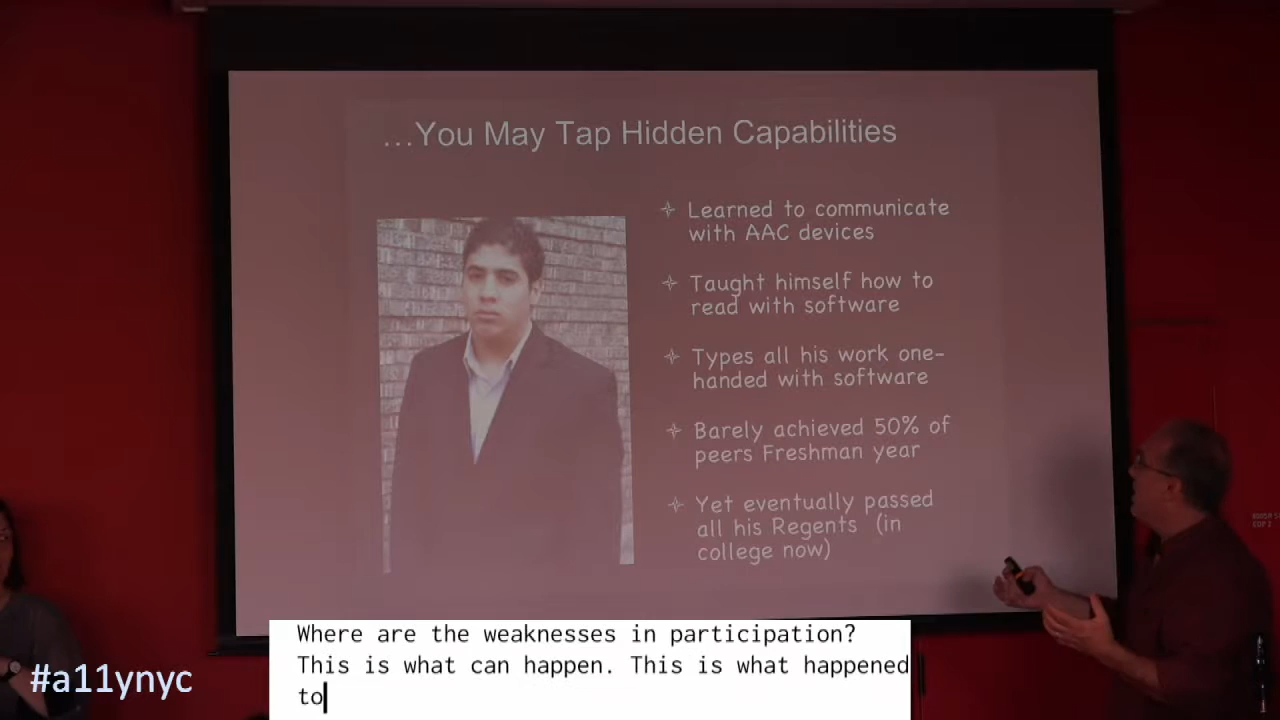 ...You May Tap Hidden Capabilities
Learned to communicate
with AAC devices
Taught himself how to
read with software
Types all his work one-
handed with software
Barely achieved 50% of
peers Freshman year
Yet eventually passed
all his Regents (in
college now)
Where are the weaknesses in participation?
This is what can happen. This is what happened
to
#a11ynyc